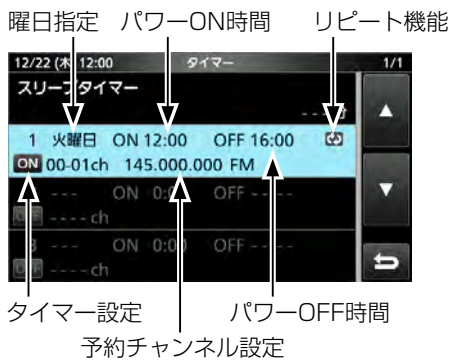 曜日指定 パワーON時間 リピート機能
12/22 (木) 12:00 タイマー 1/1
スリープタイマー
1 火曜日 ON 12:00 OFF 16:00
ON 00-01ch 145.000.000 FM
--- ON 0:00 OFF --:--
OFF ----ch
3 --- ON 0:00 OFF --:--
OFF ----ch
タイマー設定 パワーOFF時間
予約チャンネル設定